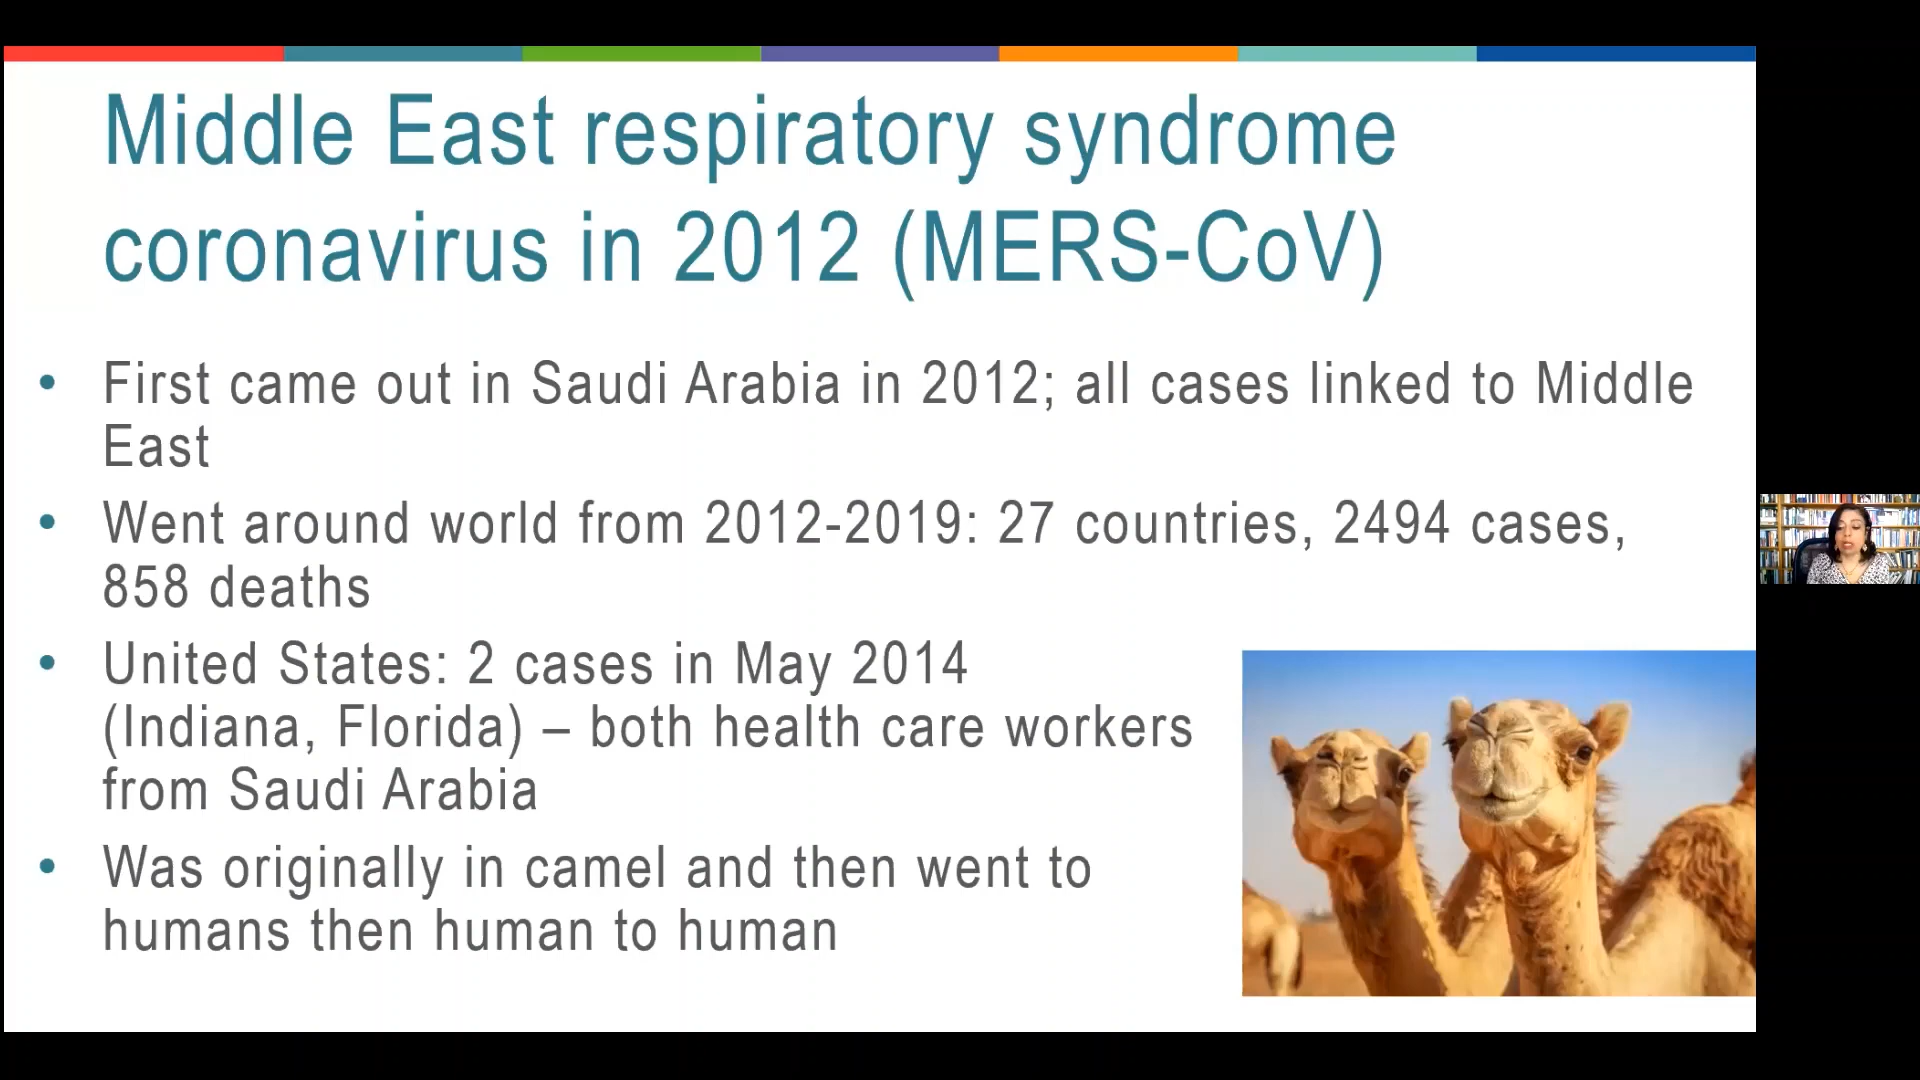 Middle East respiratory syndrome
coronavirus in 2012 (MERS-CoV)
• First came out in Saudi Arabia in 2012; all cases linked to Middle
East
• Went around world from 2012-2019: 27 countries, 2494 cases,
858 deaths
• United States: 2 cases in May 2014
(Indiana, Florida) – both health care workers
from Saudi Arabia
• Was originally in camel and then went to
humans then human to human